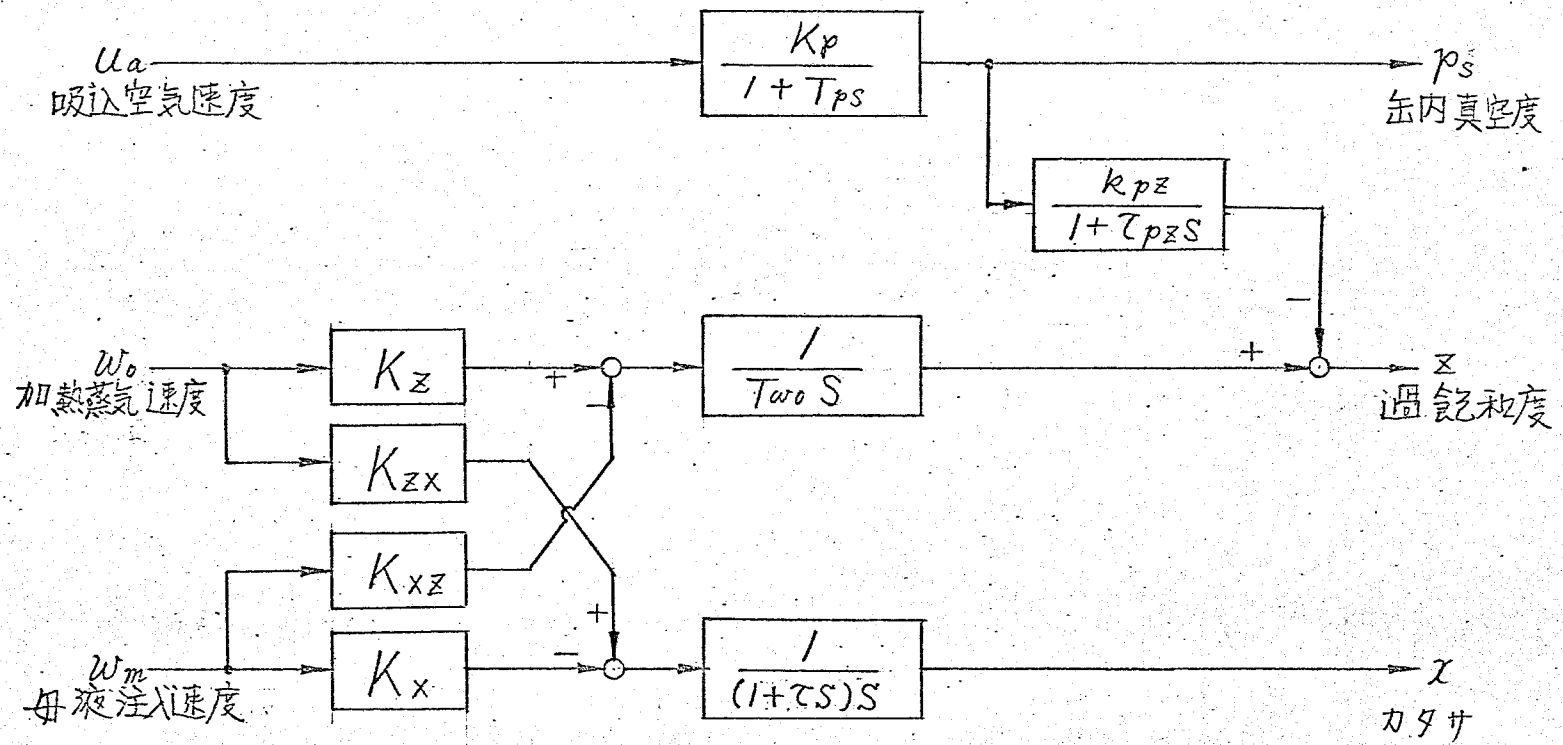 ua
吸込空気速度
Kp
1 + Tps
ps
缶内真空度
kpz
1 + τpzS
−
w0
加熱蒸気速度
Kz
+
−
1
Two S
+
z
過飽和度
Kzx
Kxz
+
wm
母液注入速度
Kx
−
1
(1+τS)S
x
カタサ